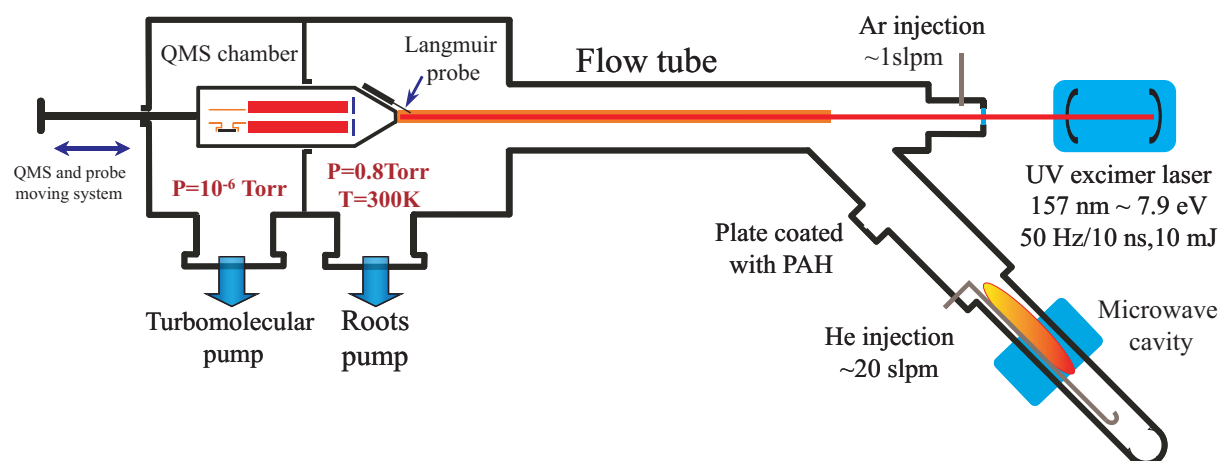 QMS chamber
Langmuir
probe
Flow tube
Ar injection
~1slpm
QMS and probe
moving system
P=10⁻⁶ Torr
P=0.8Torr
T=300K
UV excimer laser
157 nm ~ 7.9 eV
50 Hz/10 ns,10 mJ
Plate coated
with PAH
Turbomolecular
pump
Roots
pump
He injection
~20 slpm
Microwave
cavity